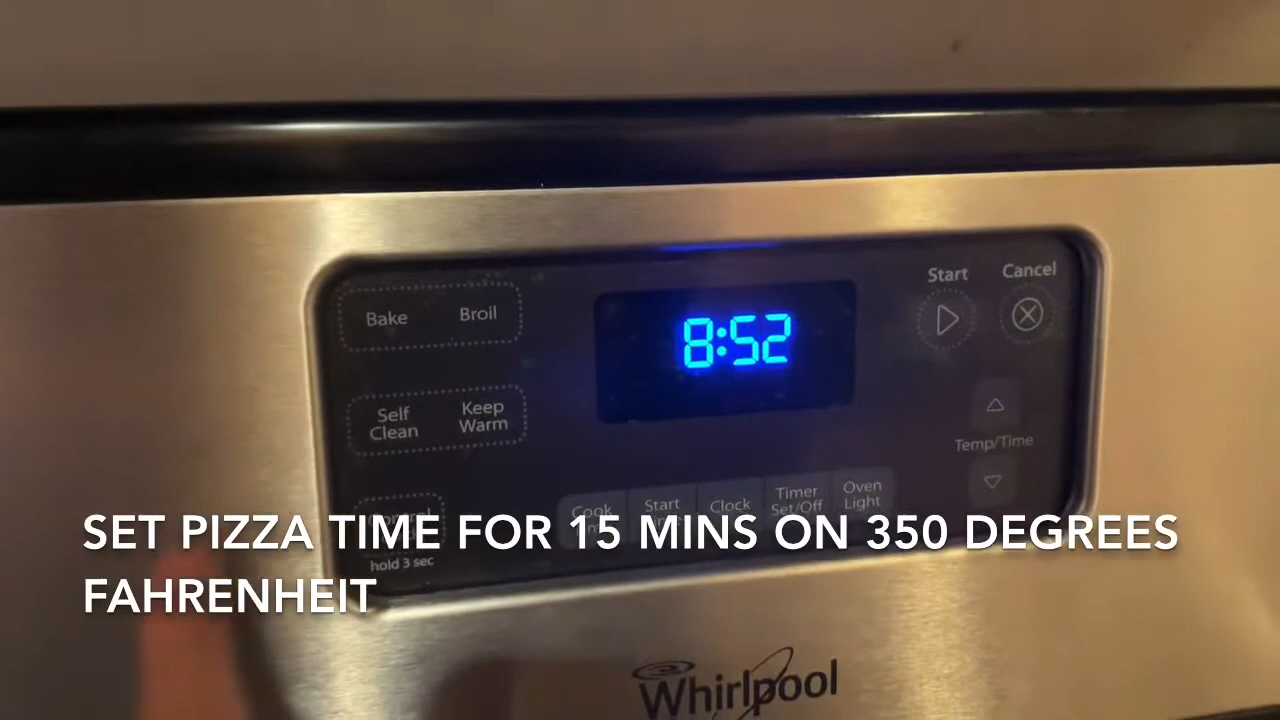 Start Cancel
Bake Broil
8:52
Self Clean
Keep Warm
Temp/Time
Cook
Start
Clock
Timer Set/Off
Oven Light
SET PIZZA TIME FOR 15 MINS ON 350 DEGREES
FAHRENHEIT
hold 3 sec
Whirlpool